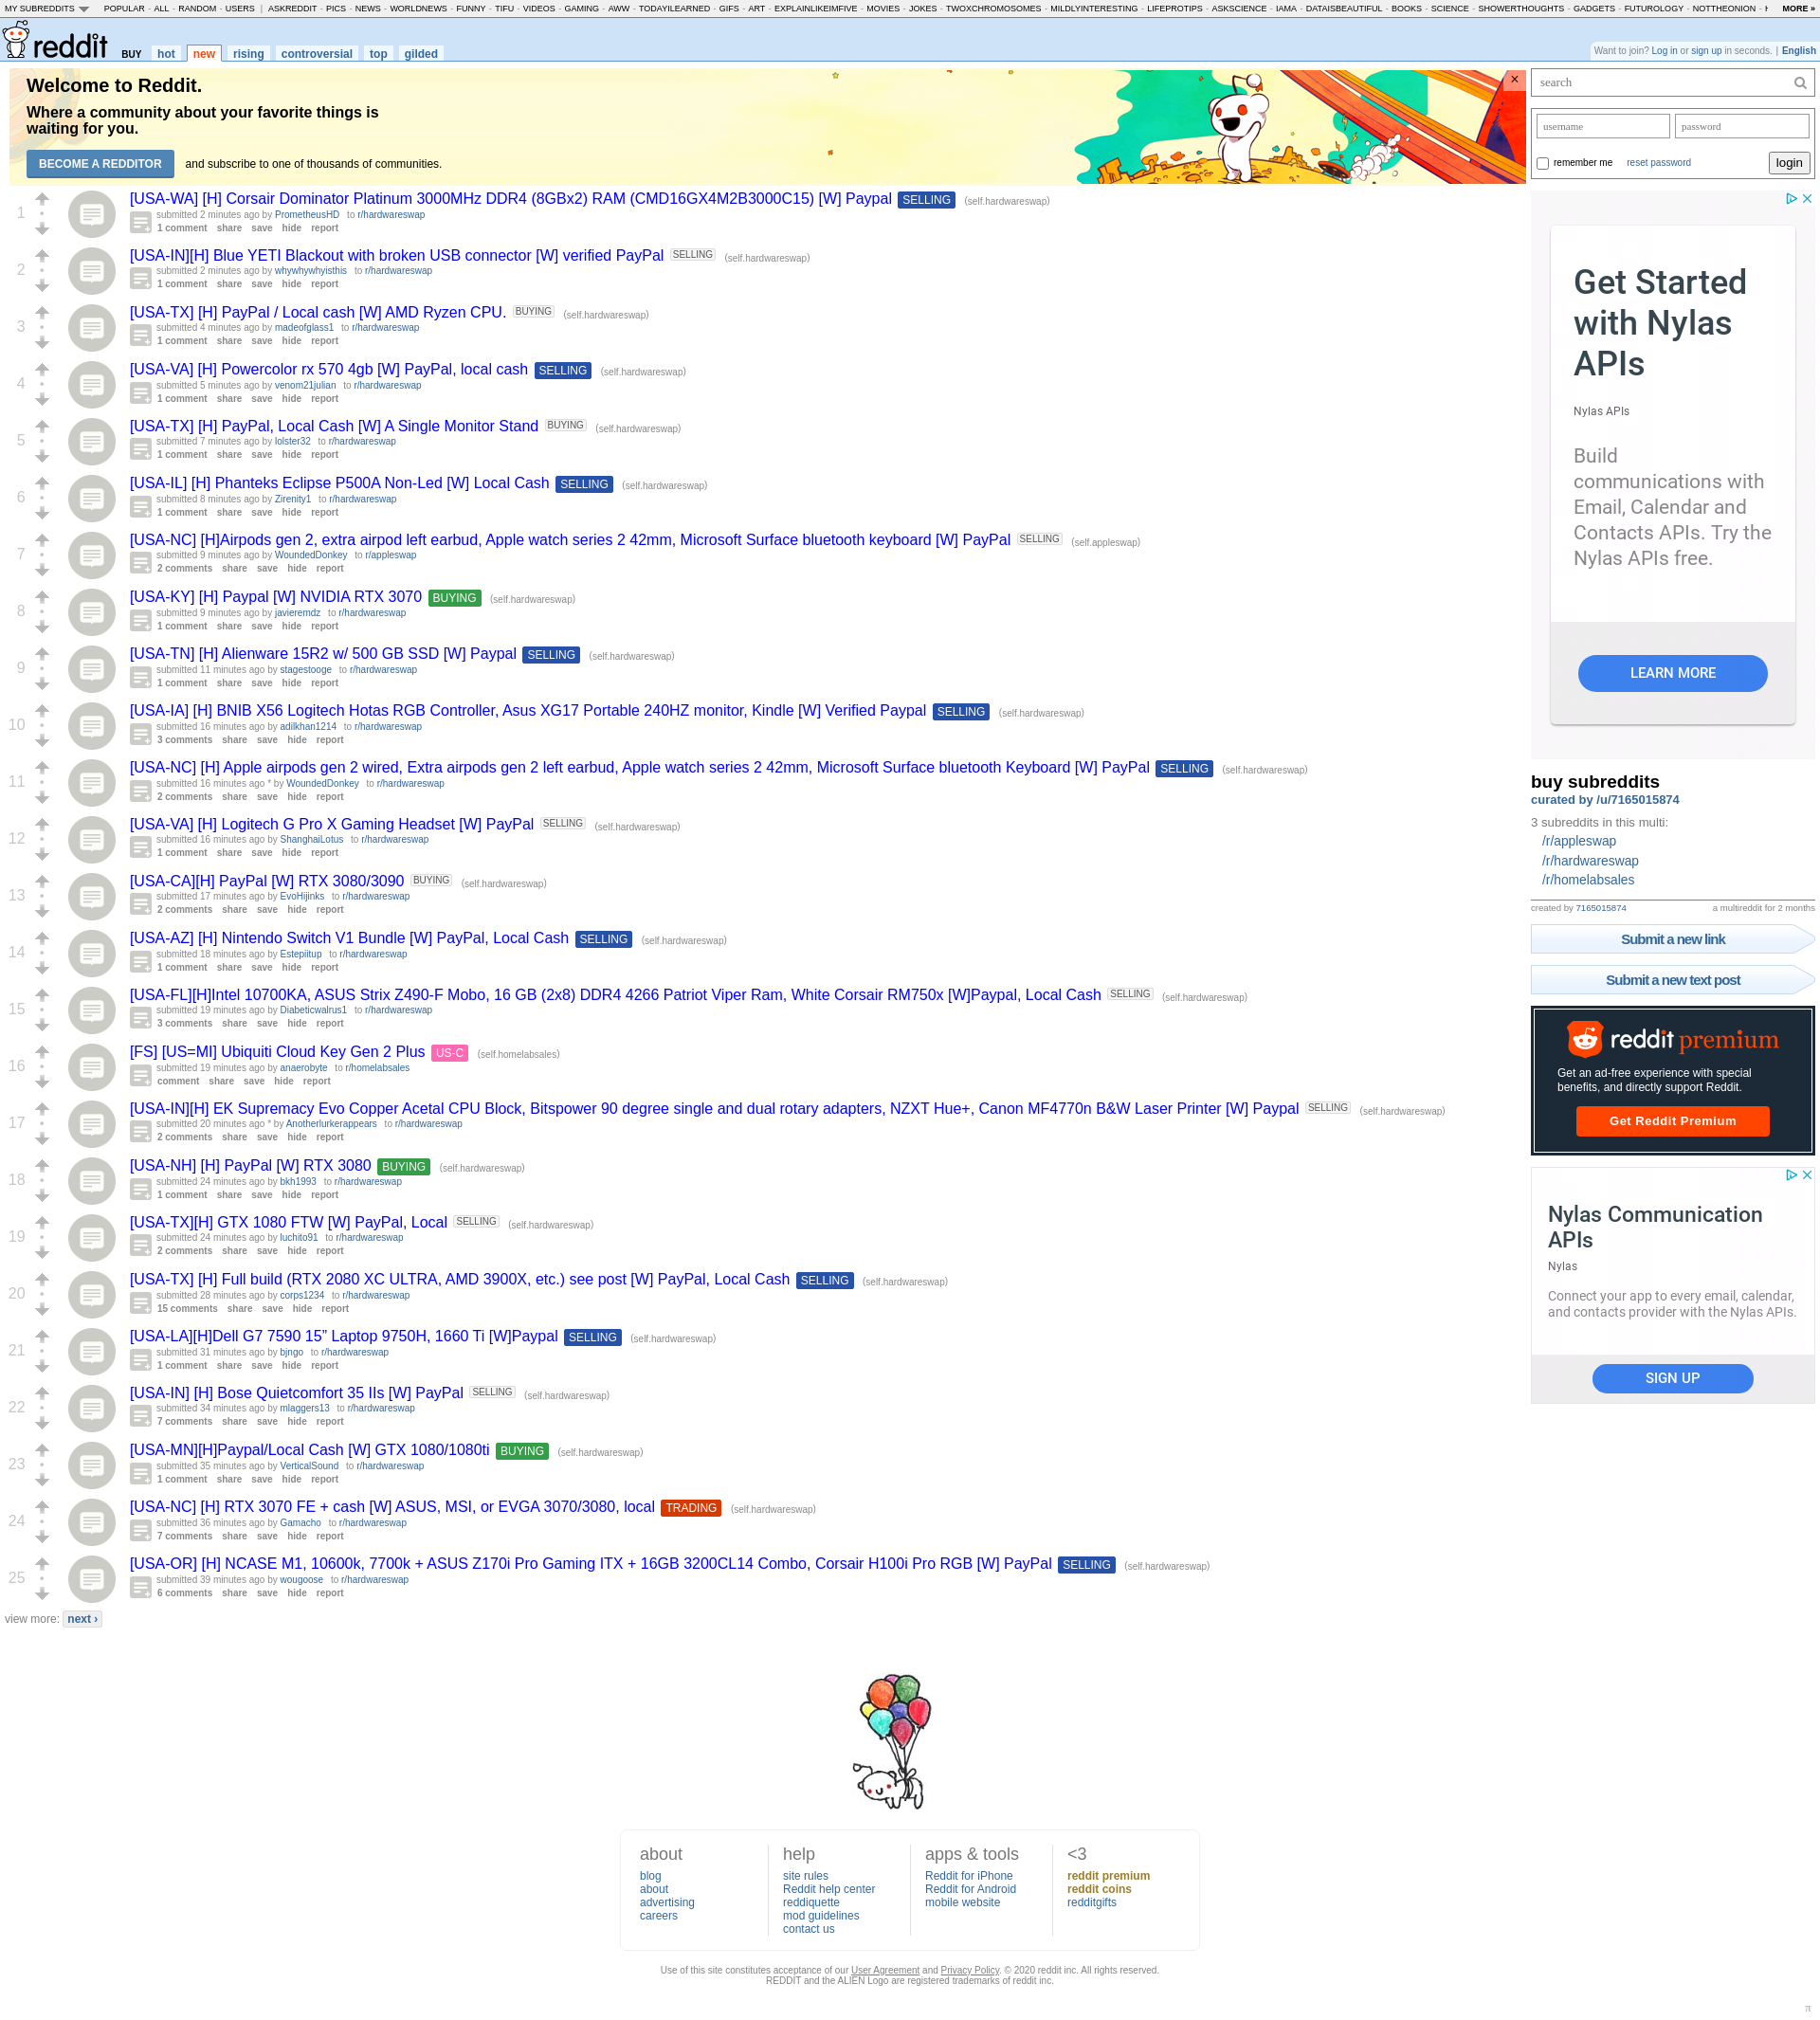 MY SUBREDDITS POPULAR - ALL - RANDOM - USERS | ASKREDDIT - PICS - NEWS - WORLDNEWS - FUNNY - TIFU - VIDEOS - GAMING - AWW - TODAYILEARNED - GIFS - ART - EXPLAINLIKEIMFIVE - MOVIES - JOKES - TWOXCHROMOSOMES - MILDLYINTERESTING - LIFEPROTIPS - ASKSCIENCE - IAMA - DATAISBEAUTIFUL - BOOKS - SCIENCE - SHOWERTHOUGHTS - GADGETS - FUTUROLOGY - NOTTHEONION - MORE »
reddit BUY hot new rising controversial top gilded
Want to join? Log in or sign up in seconds. | English
Welcome to Reddit.
Where a community about your favorite things is
waiting for you.
BECOME A REDDITOR and subscribe to one of thousands of communities.
×
1
[USA-WA] [H] Corsair Dominator Platinum 3000MHz DDR4 (8GBx2) RAM (CMD16GX4M2B3000C15) [W] Paypal SELLING (self.hardwareswap)
submitted 2 minutes ago by PrometheusHD to r/hardwareswap
1 comment share save hide report
2
[USA-IN][H] Blue YETI Blackout with broken USB connector [W] verified PayPal SELLING (self.hardwareswap)
submitted 2 minutes ago by whywhywhyisthis to r/hardwareswap
1 comment share save hide report
3
[USA-TX] [H] PayPal / Local cash [W] AMD Ryzen CPU. BUYING (self.hardwareswap)
submitted 4 minutes ago by madeofglass1 to r/hardwareswap
1 comment share save hide report
4
[USA-VA] [H] Powercolor rx 570 4gb [W] PayPal, local cash SELLING (self.hardwareswap)
submitted 5 minutes ago by venom21julian to r/hardwareswap
1 comment share save hide report
5
[USA-TX] [H] PayPal, Local Cash [W] A Single Monitor Stand BUYING (self.hardwareswap)
submitted 7 minutes ago by lolster32 to r/hardwareswap
1 comment share save hide report
6
[USA-IL] [H] Phanteks Eclipse P500A Non-Led [W] Local Cash SELLING (self.hardwareswap)
submitted 8 minutes ago by Zirenity1 to r/hardwareswap
1 comment share save hide report
7
[USA-NC] [H]Airpods gen 2, extra airpod left earbud, Apple watch series 2 42mm, Microsoft Surface bluetooth keyboard [W] PayPal SELLING (self.appleswap)
submitted 9 minutes ago by WoundedDonkey to r/appleswap
2 comments share save hide report
8
[USA-KY] [H] Paypal [W] NVIDIA RTX 3070 BUYING (self.hardwareswap)
submitted 9 minutes ago by javieremdz to r/hardwareswap
1 comment share save hide report
9
[USA-TN] [H] Alienware 15R2 w/ 500 GB SSD [W] Paypal SELLING (self.hardwareswap)
submitted 11 minutes ago by stagestooge to r/hardwareswap
1 comment share save hide report
10
[USA-IA] [H] BNIB X56 Logitech Hotas RGB Controller, Asus XG17 Portable 240HZ monitor, Kindle [W] Verified Paypal SELLING (self.hardwareswap)
submitted 16 minutes ago by adilkhan1214 to r/hardwareswap
3 comments share save hide report
11
[USA-NC] [H] Apple airpods gen 2 wired, Extra airpods gen 2 left earbud, Apple watch series 2 42mm, Microsoft Surface bluetooth Keyboard [W] PayPal SELLING (self.hardwareswap)
submitted 16 minutes ago * by WoundedDonkey to r/hardwareswap
2 comments share save hide report
12
[USA-VA] [H] Logitech G Pro X Gaming Headset [W] PayPal SELLING (self.hardwareswap)
submitted 16 minutes ago by ShanghaiLotus to r/hardwareswap
1 comment share save hide report
13
[USA-CA][H] PayPal [W] RTX 3080/3090 BUYING (self.hardwareswap)
submitted 17 minutes ago by EvoHijinks to r/hardwareswap
2 comments share save hide report
14
[USA-AZ] [H] Nintendo Switch V1 Bundle [W] PayPal, Local Cash SELLING (self.hardwareswap)
submitted 18 minutes ago by Estepiitup to r/hardwareswap
1 comment share save hide report
15
[USA-FL][H]Intel 10700KA, ASUS Strix Z490-F Mobo, 16 GB (2x8) DDR4 4266 Patriot Viper Ram, White Corsair RM750x [W]Paypal, Local Cash SELLING (self.hardwareswap)
submitted 19 minutes ago by Diabeticwalrus1 to r/hardwareswap
3 comments share save hide report
16
[FS] [US=MI] Ubiquiti Cloud Key Gen 2 Plus US-C (self.homelabsales)
submitted 19 minutes ago by anaerobyte to r/homelabsales
comment share save hide report
17
[USA-IN][H] EK Supremacy Evo Copper Acetal CPU Block, Bitspower 90 degree single and dual rotary adapters, NZXT Hue+, Canon MF4770n B&W Laser Printer [W] Paypal SELLING (self.hardwareswap)
submitted 20 minutes ago * by Anotherlurkerappears to r/hardwareswap
2 comments share save hide report
18
[USA-NH] [H] PayPal [W] RTX 3080 BUYING (self.hardwareswap)
submitted 24 minutes ago by bkh1993 to r/hardwareswap
1 comment share save hide report
19
[USA-TX][H] GTX 1080 FTW [W] PayPal, Local SELLING (self.hardwareswap)
submitted 24 minutes ago by luchito91 to r/hardwareswap
2 comments share save hide report
20
[USA-TX] [H] Full build (RTX 2080 XC ULTRA, AMD 3900X, etc.) see post [W] PayPal, Local Cash SELLING (self.hardwareswap)
submitted 28 minutes ago by corps1234 to r/hardwareswap
15 comments share save hide report
21
[USA-LA][H]Dell G7 7590 15” Laptop 9750H, 1660 Ti [W]Paypal SELLING (self.hardwareswap)
submitted 31 minutes ago by bjngo to r/hardwareswap
1 comment share save hide report
22
[USA-IN] [H] Bose Quietcomfort 35 IIs [W] PayPal SELLING (self.hardwareswap)
submitted 34 minutes ago by mlaggers13 to r/hardwareswap
7 comments share save hide report
23
[USA-MN][H]Paypal/Local Cash [W] GTX 1080/1080ti BUYING (self.hardwareswap)
submitted 35 minutes ago by VerticalSound to r/hardwareswap
1 comment share save hide report
24
[USA-NC] [H] RTX 3070 FE + cash [W] ASUS, MSI, or EVGA 3070/3080, local TRADING (self.hardwareswap)
submitted 36 minutes ago by Gamacho to r/hardwareswap
7 comments share save hide report
25
[USA-OR] [H] NCASE M1, 10600k, 7700k + ASUS Z170i Pro Gaming ITX + 16GB 3200CL14 Combo, Corsair H100i Pro RGB [W] PayPal SELLING (self.hardwareswap)
submitted 39 minutes ago by wougoose to r/hardwareswap
6 comments share save hide report
view more: next ›
search
username password
remember me reset password login
Get Started
with Nylas
APIs
Nylas APIs
Build
communications with
Email, Calendar and
Contacts APIs. Try the
Nylas APIs free.
LEARN MORE
buy subreddits
curated by /u/7165015874
3 subreddits in this multi:
/r/appleswap
/r/hardwareswap
/r/homelabsales
created by 7165015874 a multireddit for 2 months
Submit a new link
Submit a new text post
reddit premium
Get an ad-free experience with special
benefits, and directly support Reddit.
Get Reddit Premium
Nylas Communication
APIs
Nylas
Connect your app to every email, calendar,
and contacts provider with the Nylas APIs.
SIGN UP
about
blog
about
advertising
careers
help
site rules
Reddit help center
reddiquette
mod guidelines
contact us
apps & tools
Reddit for iPhone
Reddit for Android
mobile website
<3
reddit premium
reddit coins
redditgifts
Use of this site constitutes acceptance of our User Agreement and Privacy Policy. © 2020 reddit inc. All rights reserved.
REDDIT and the ALIEN Logo are registered trademarks of reddit inc.
π